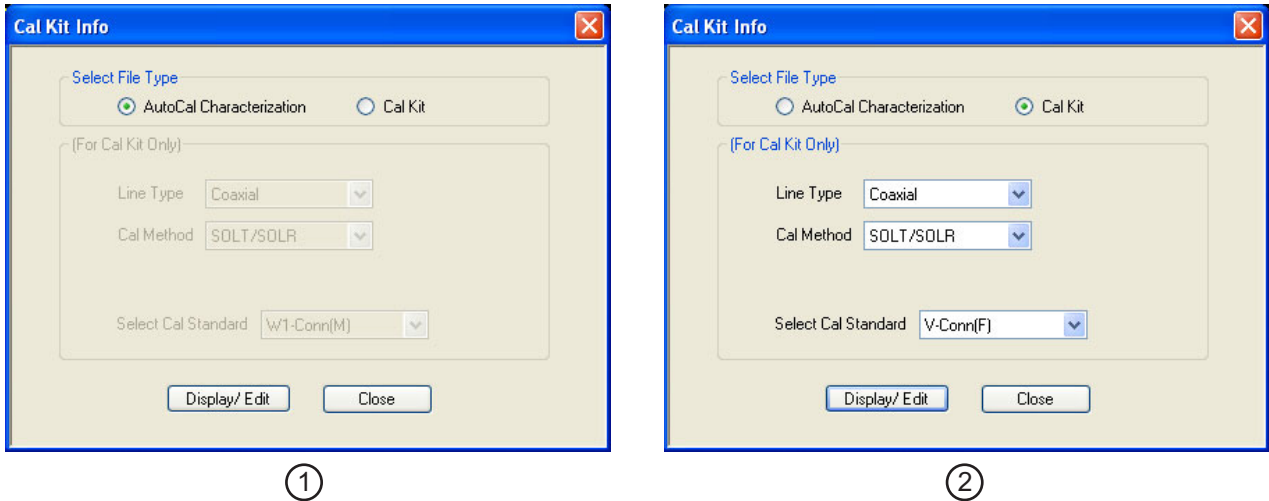 Cal Kit Info
Select File Type
AutoCal Characterization Cal Kit
(For Cal Kit Only)
Line Type Coaxial
Cal Method SOLT/SOLR
Select Cal Standard W1-Conn(M)
Display/ Edit Close
1
Cal Kit Info
Select File Type
AutoCal Characterization Cal Kit
(For Cal Kit Only)
Line Type Coaxial
Cal Method SOLT/SOLR
Select Cal Standard V-Conn(F)
Display/ Edit Close
2